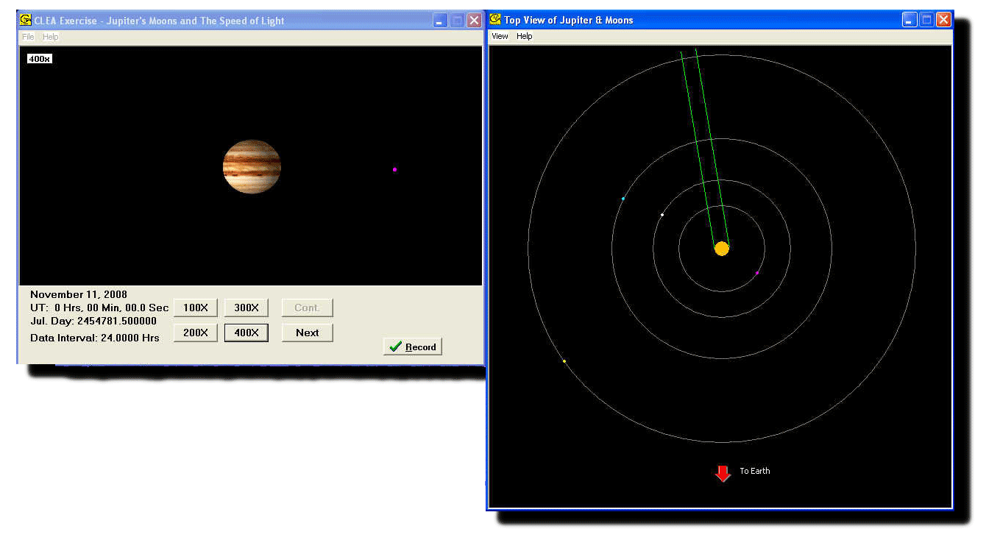 CLEA Exercise - Jupiter's Moons and The Speed of Light
File Help
400x
November 11, 2008
UT: 0 Hrs, 00 Min, 00.0 Sec
Jul. Day: 2454781.500000
Data Interval: 24.0000 Hrs
100X 300X Cont.
200X 400X Next
Record
Top View of Jupiter & Moons
View Help
To Earth